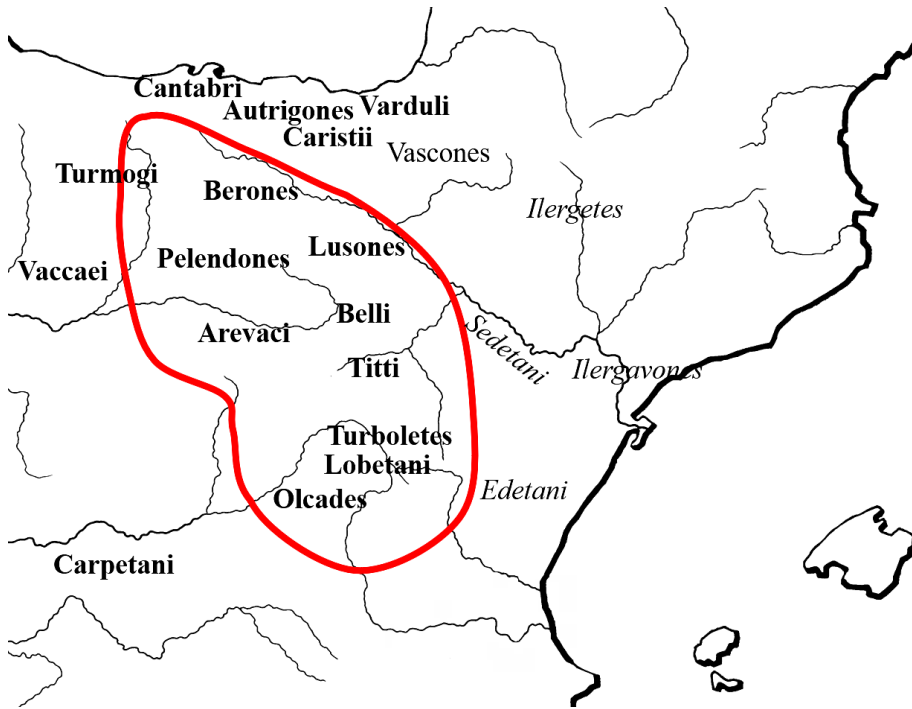 Cantabri
Autrigones
Varduli
Caristii
Vascones
Turmogi
Berones
Ilergetes
Pelendones
Lusones
Vaccaei
Arevaci
Belli
Sedetani
Titti
Ilergavones
Turboletes
Lobetani
Olcades
Edetani
Carpetani